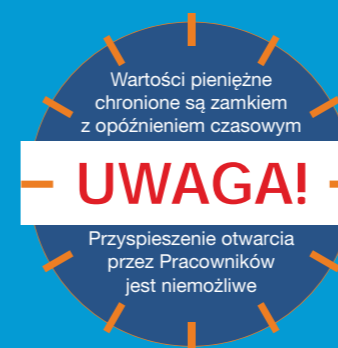 Wartości pieniężne
chronione są zamkiem
z opóźnieniem czasowym
UWAGA!
Przyspieszenie otwarcia
przez Pracowników
jest niemożliwe